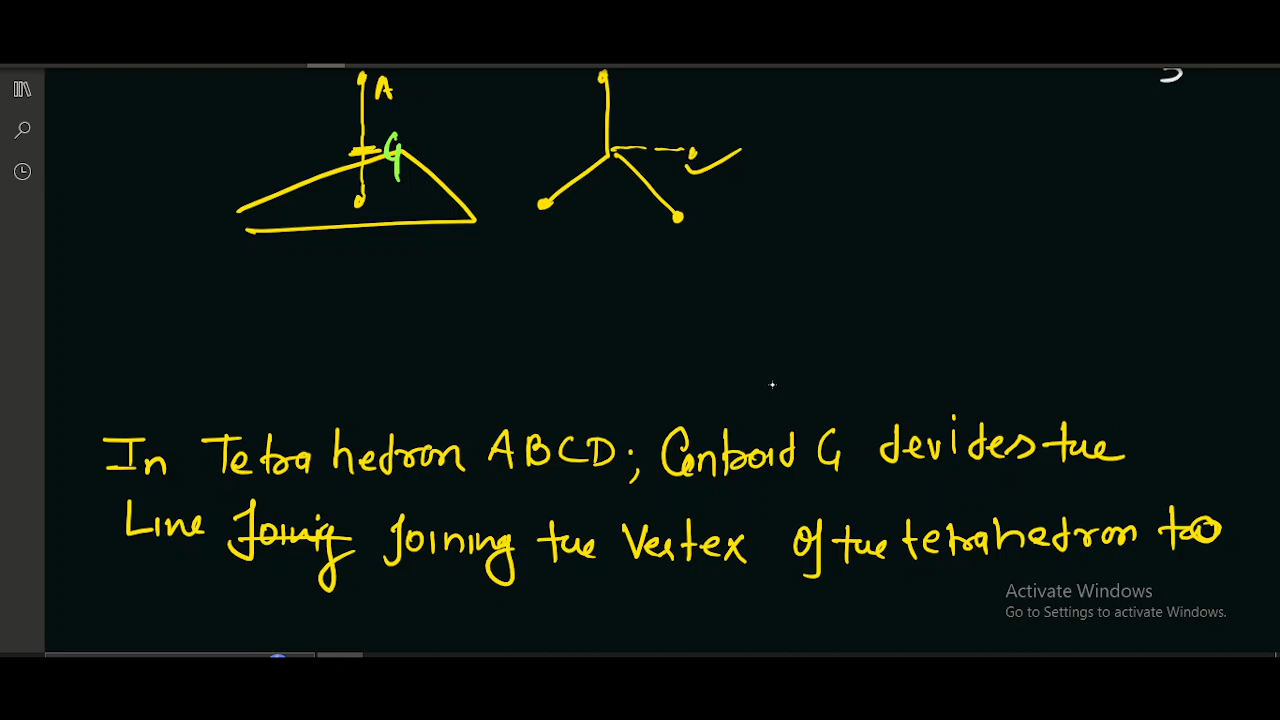 A
G
In Tetrahedron ABCD; Centroid G devides the
Line Joinig Joining the Vertex of the tetrahedron to
Activate Windows
Go to Settings to activate Windows.